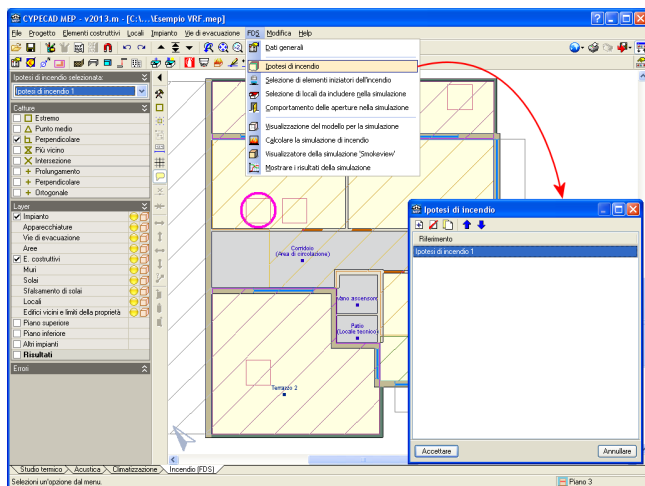 CYPECAD MEP - v2013.m - [C:\...\Esempio VRF.mep]
File Progetto Elementi costruttivi Locali Impianto Vie di evacuazione FDS Modifica Help
Dati generali
Ipotesi di incendio
Selezione di elementi iniziatori dell'incendio
Selezione di locali da includere nella simulazione
Comportamento delle aperture nella simulazione
Visualizzazione del modello per la simulazione
Calcolare la simulazione di incendio
Visualizzatore della simulazione 'Smokeview'
Mostrare i risultati della simulazione
Ipotesi di incendio selezionata:
Ipotesi di incendio 1
Catture
Estremo
Punto medio
Perpendicolare
Più vicino
Intersezione
Prolungamento
Perpendicolare
Ortogonale
Layer
Impianto
Apparecchiature
Vie di evacuazione
Aree
E. costruttivi
Muri
Solai
Sfalsamento di solai
Locali
Edifici vicini e limiti della proprietà
Piano superiore
Piano inferiore
Altri impianti
Risultati
Errori
Corridoio
(Area di circolazione)
Vano ascensore
Patio
(Locale tecnico)
Terrazzo 2
Ipotesi di incendio
Riferimento
Ipotesi di incendio 1
Accettare
Annullare
Studio termico Acustica Climatizzazione Incendio (FDS)
Selezioni un'opzione dal menu.
Piano 3